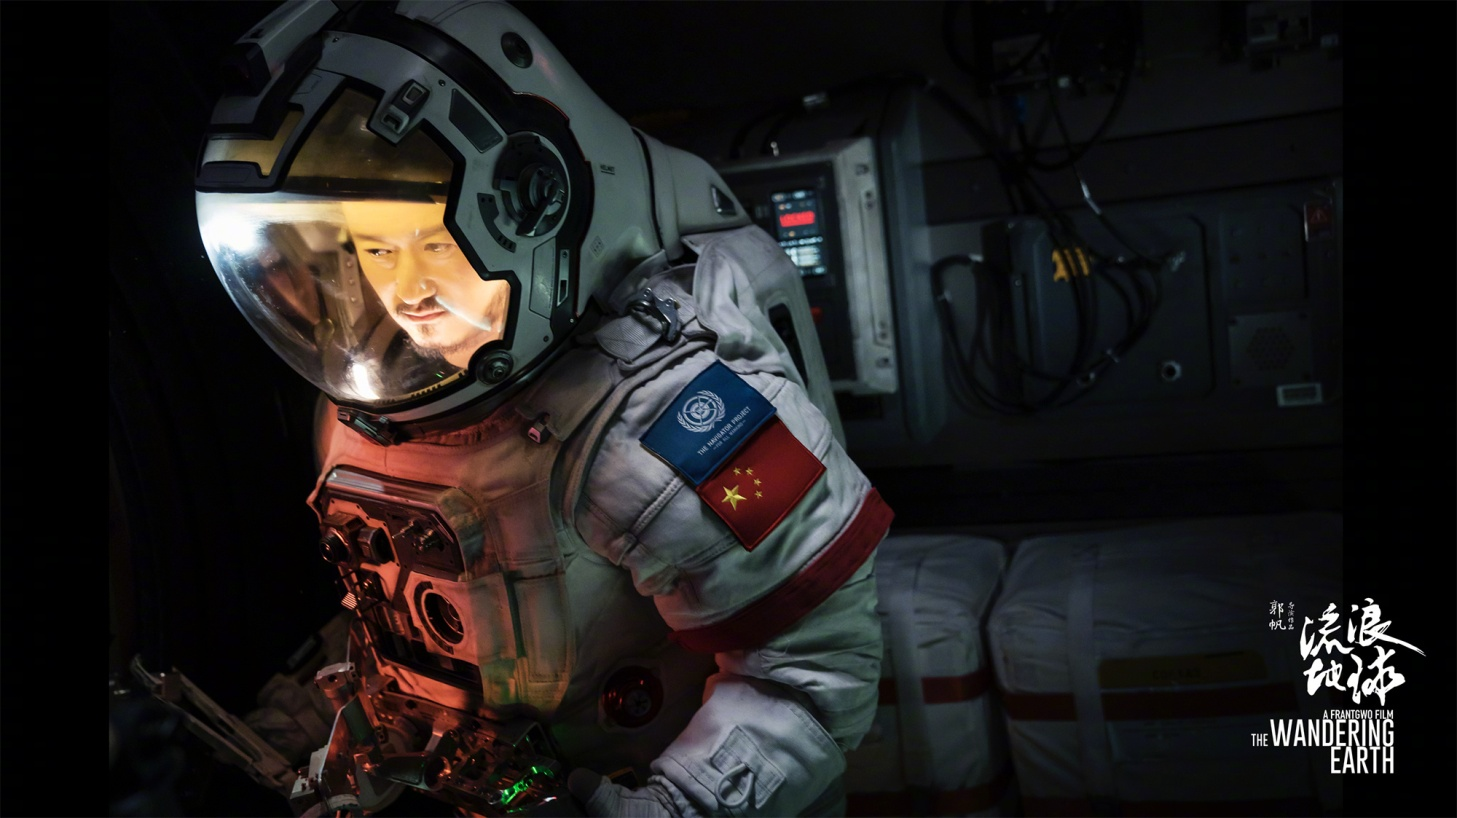 THE NAVIGATOR PROJECT
郭帆
导演作品
流浪
地球
A FRANTGWO FILM
THE WANDERING
EARTH